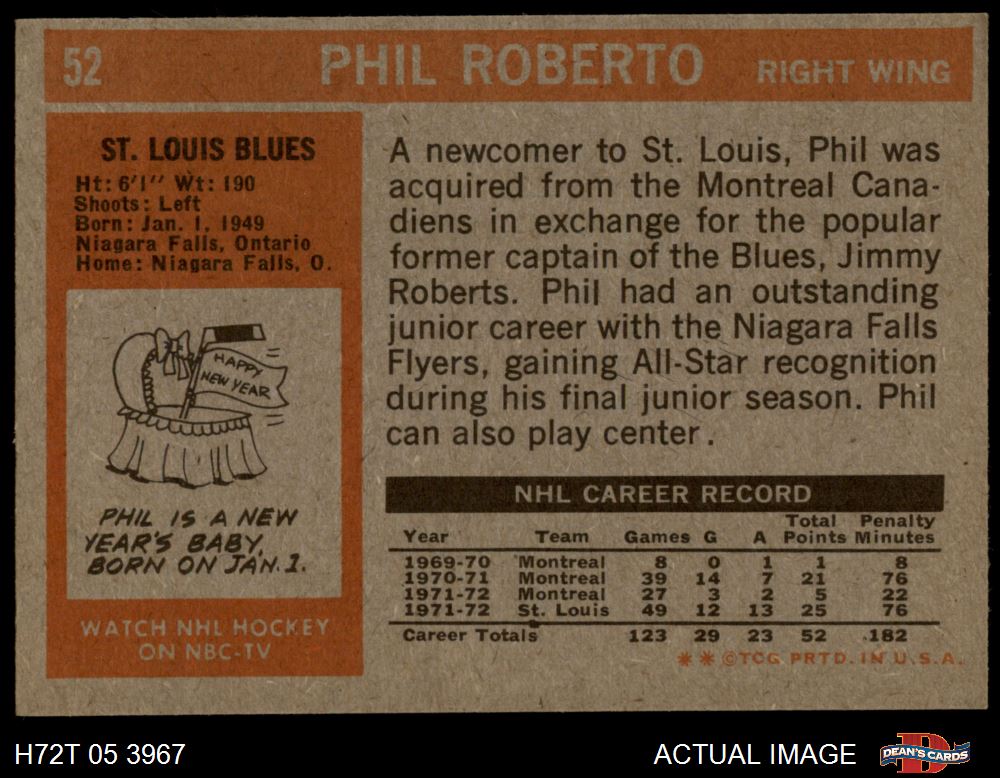 52 PHIL ROBERTO RIGHT WING
ST. LOUIS BLUES
Ht: 6'1" Wt: 190
Shoots: Left
Born: Jan. 1, 1949
Niagara Falls, Ontario
Home: Niagara Falls, O.
HAPPY
NEW YEAR
PHIL IS A NEW
YEAR'S BABY,
BORN ON JAN. 1.
WATCH NHL HOCKEY
ON NBC-TV
A newcomer to St. Louis, Phil was
acquired from the Montreal Cana-
diens in exchange for the popular
former captain of the Blues, Jimmy
Roberts. Phil had an outstanding
junior career with the Niagara Falls
Flyers, gaining All-Star recognition
during his final junior season. Phil
can also play center.
NHL CAREER RECORD
Year Team Games G A Total Points Penalty Minutes
1969-70 Montreal 8 0 1 1 8
1970-71 Montreal 39 14 7 21 76
1971-72 Montreal 27 3 2 5 22
1971-72 St. Louis 49 12 13 25 76
Career Totals 123 29 23 52 182
* * ©TCG PRTD. IN U.S.A.
H72T 05 3967 ACTUAL IMAGE DEAN'S CARDS